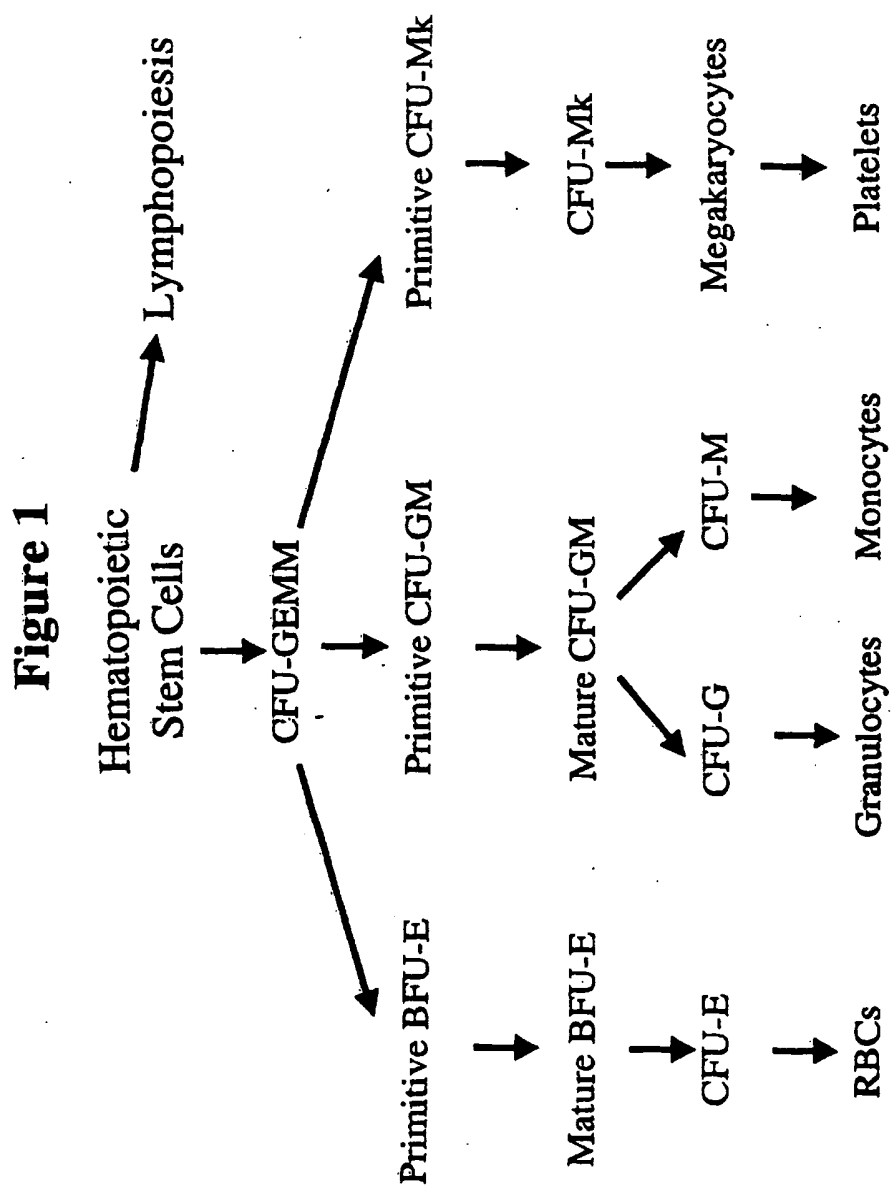 Figure 1
Hematopoietic
Stem Cells
Lymphopoiesis
CFU-GEMM
Primitive BFU-E
Primitive CFU-GM
Primitive CFU-Mk
Mature BFU-E
Mature CFU-GM
CFU-Mk
CFU-E
CFU-G
CFU-M
Megakaryocytes
RBCs
Granulocytes
Monocytes
Platelets